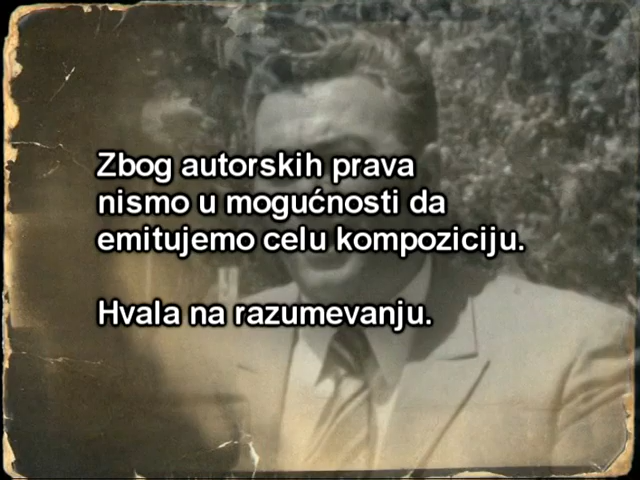 Zbog autorskih prava
nismo u mogućnosti da
emitujemo celu kompoziciju.
Hvala na razumevanju.